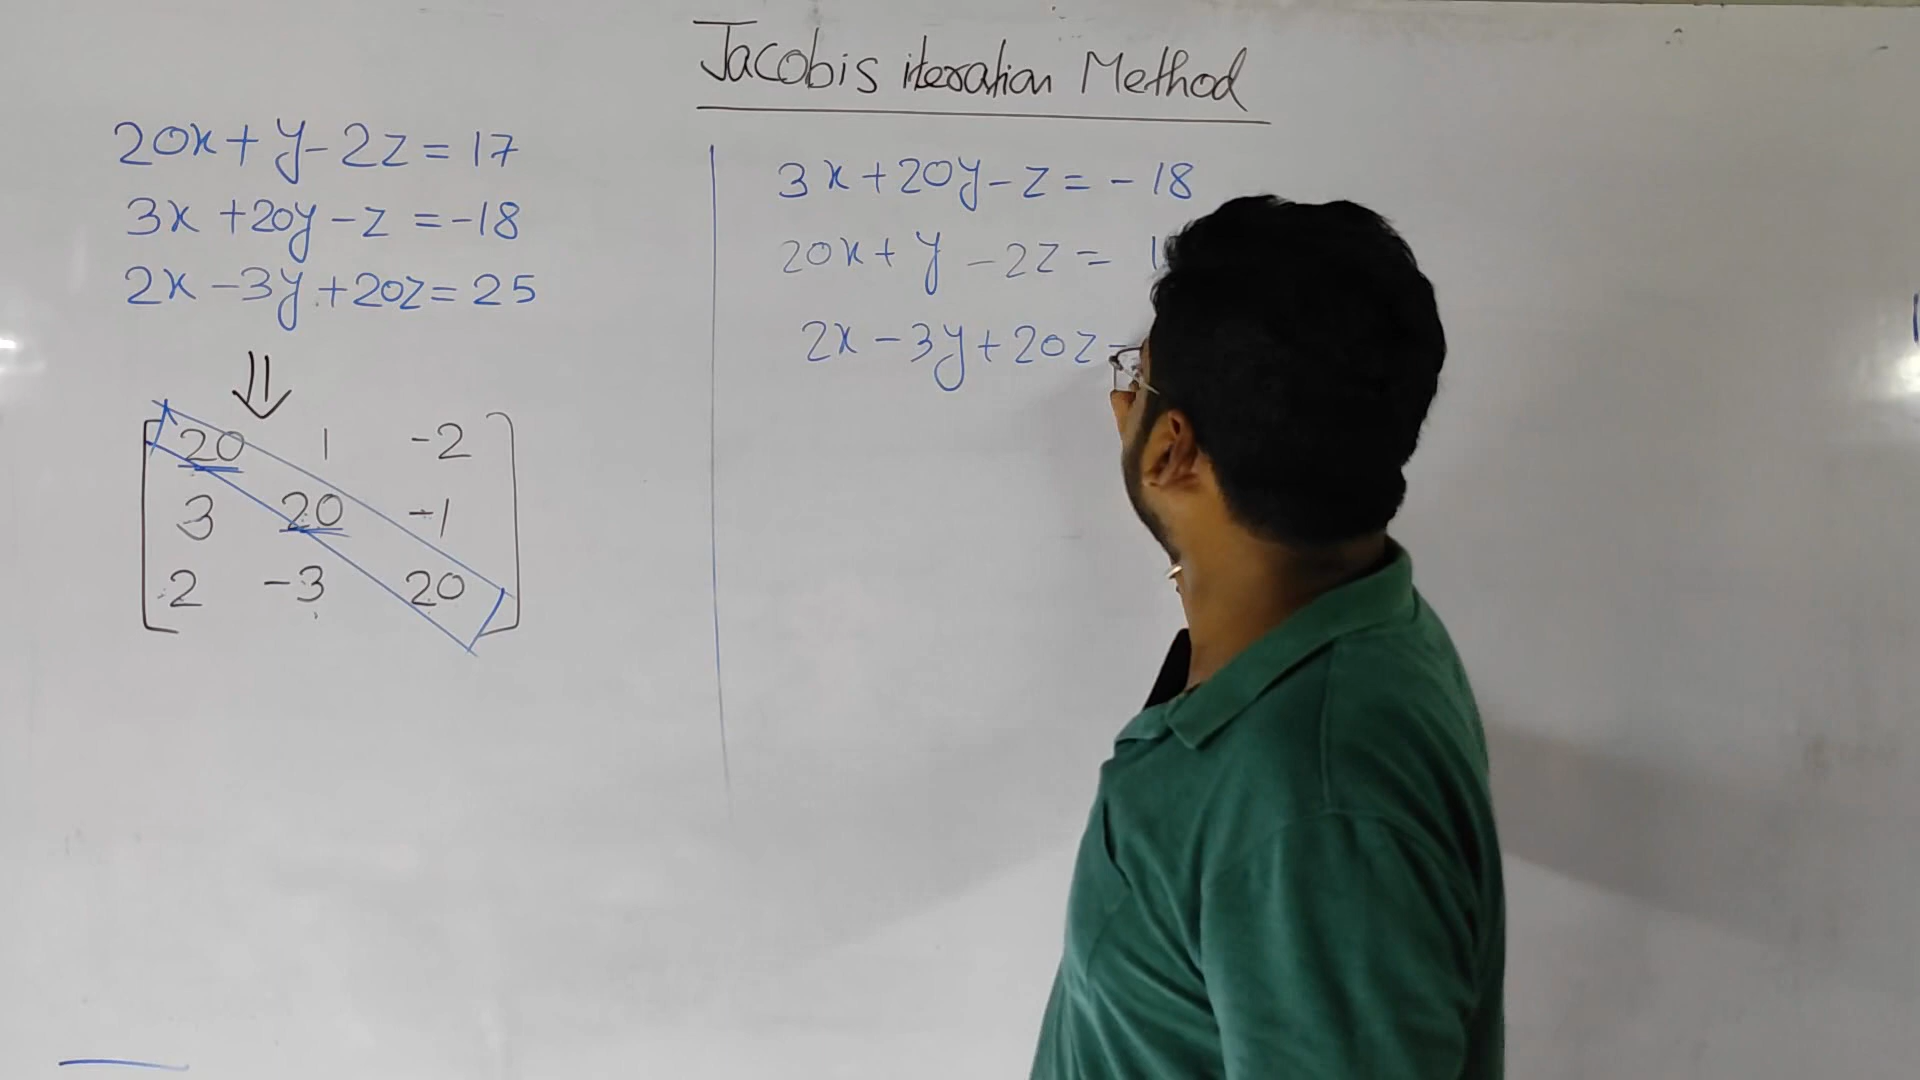 Jacobis iteration Method
20x + y - 2z = 17
3x + 20y - z = -18
2x - 3y + 20z = 25
⇓
20 1 -2
3 20 -1
2 -3 20
3x + 20y - z = - 18
20x + y - 2z =
2x - 3y + 20z